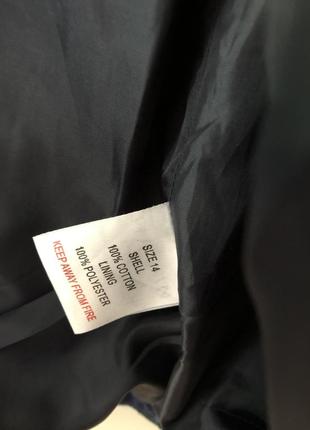 SIZE 14
SHELL
100% COTTON
LINING
100% POLYESTER
KEEP AWAY FROM FIRE